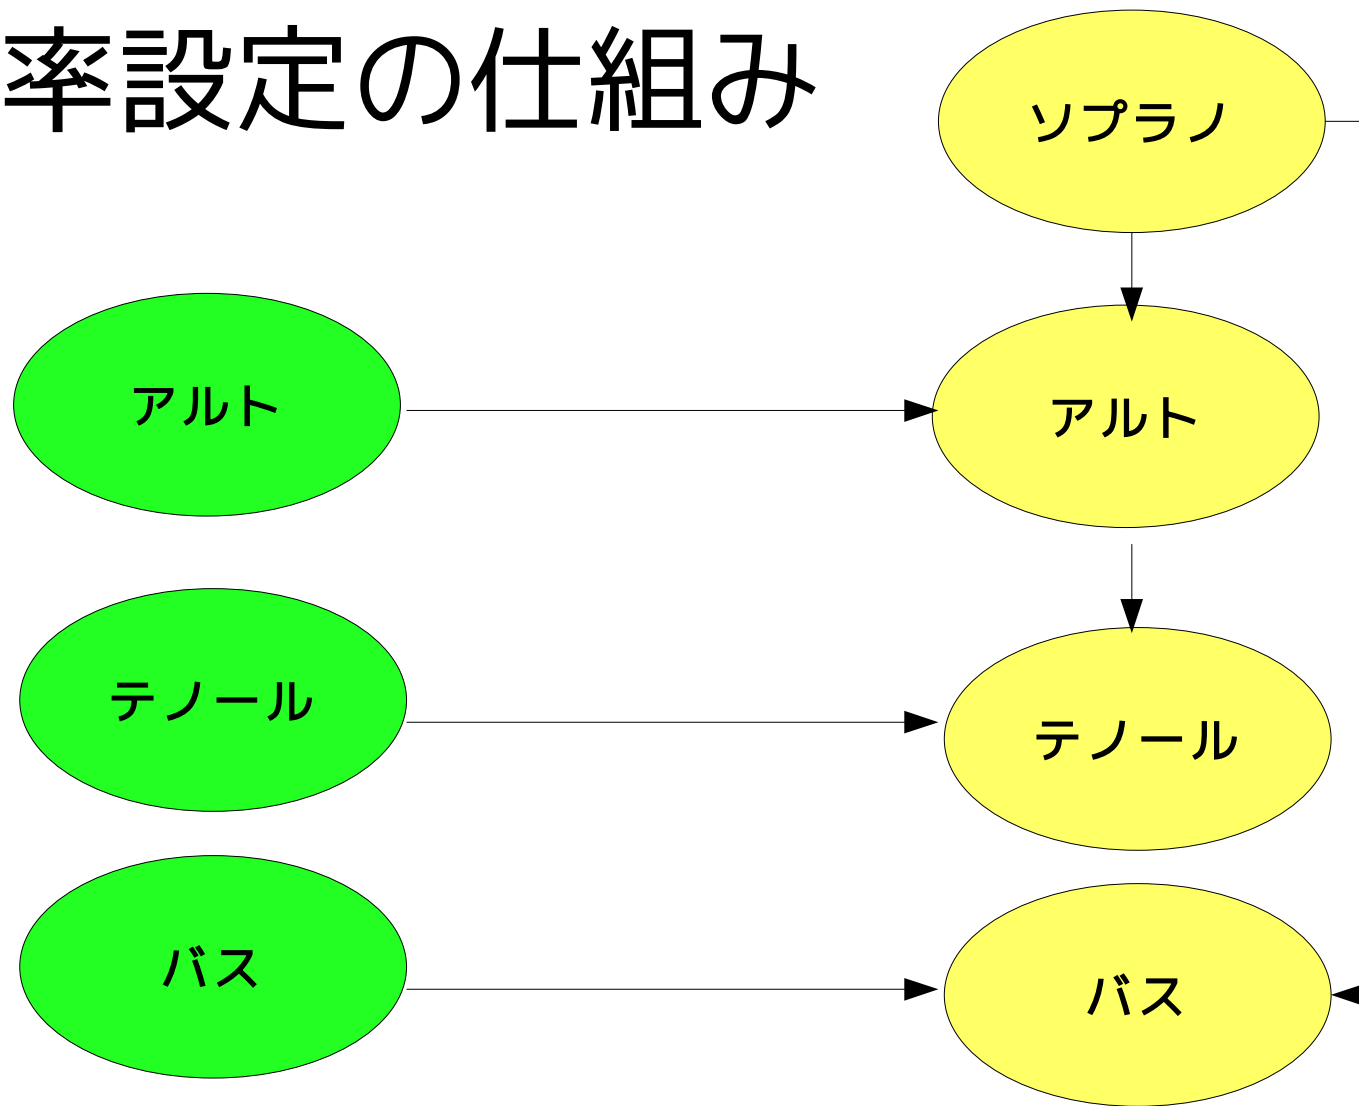 率設定の仕組み
ソプラノ
アルト
アルト
テノール
テノール
バス
バス